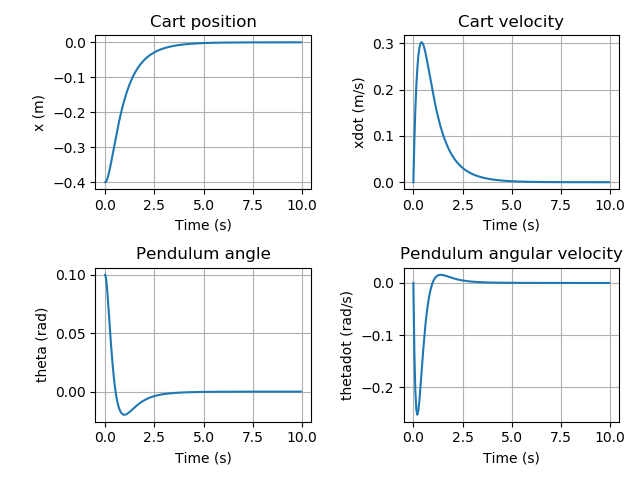 Cart position
Cart velocity
x (m)
0.0
−0.1
−0.2
−0.3
−0.4
0.0 2.5 5.0 7.5 10.0
Time (s)
xdot (m/s)
0.3
0.2
0.1
0.0
0.0 2.5 5.0 7.5 10.0
Time (s)
Pendulum angle
Pendulum angular velocity
theta (rad)
0.10
0.05
0.00
0.0 2.5 5.0 7.5 10.0
Time (s)
thetadot (rad/s)
0.0
−0.1
−0.2
0.0 2.5 5.0 7.5 10.0
Time (s)